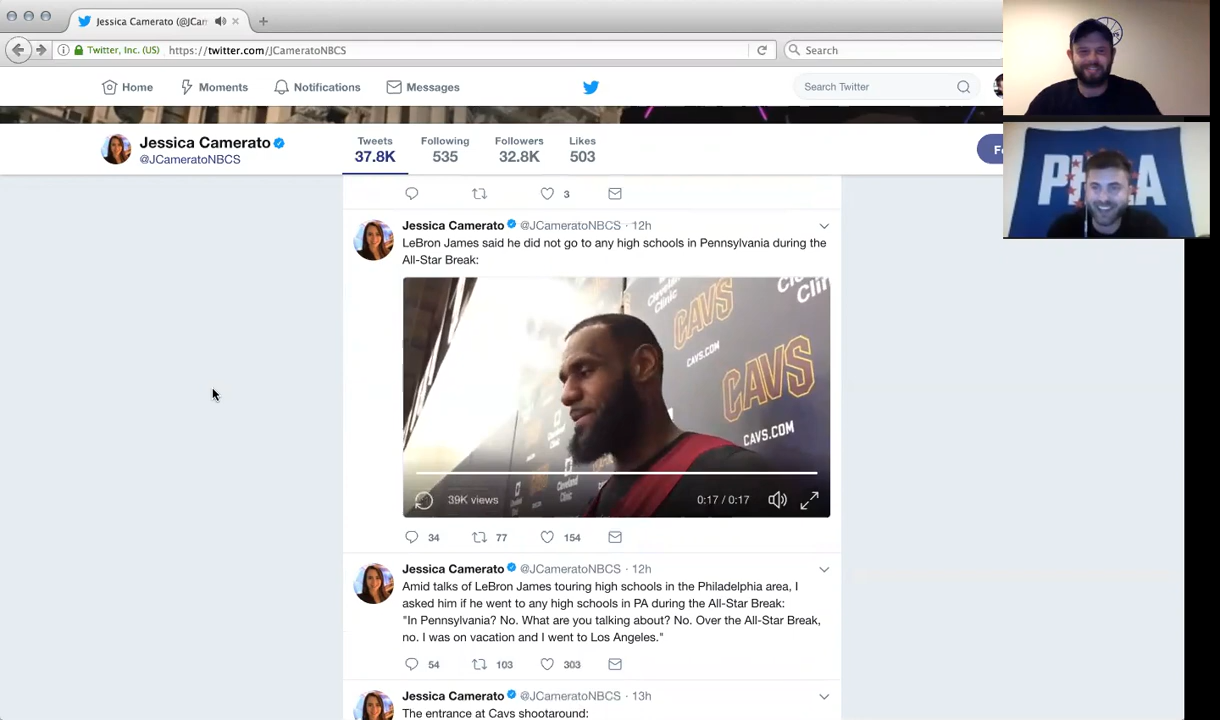 Jessica Camerato (@JCar
Twitter, Inc. (US)
https://twitter.com/JCameratoNBCS
Search
Home
Moments
Notifications
Messages
Search Twitter
Jessica Camerato
@JCameratoNBCS
Tweets
37.8K
Following
535
Followers
32.8K
Likes
503
3
Jessica Camerato @JCameratoNBCS · 12h
LeBron James said he did not go to any high schools in Pennsylvania during the
All-Star Break:
Cleveland
Clinic
CAVS
CAVS.COM
Clini
CAVS
CAVS.COM
Cleveland
Clinic
39K views
0:17 / 0:17
34
77
154
Jessica Camerato @JCameratoNBCS · 12h
Amid talks of LeBron James touring high schools in the Philadelphia area, I
asked him if he went to any high schools in PA during the All-Star Break:
"In Pennsylvania? No. What are you talking about? No. Over the All-Star Break,
no. I was on vacation and I went to Los Angeles."
54
103
303
Jessica Camerato @JCameratoNBCS · 13h
The entrance at Cavs shootaround:
PHILA